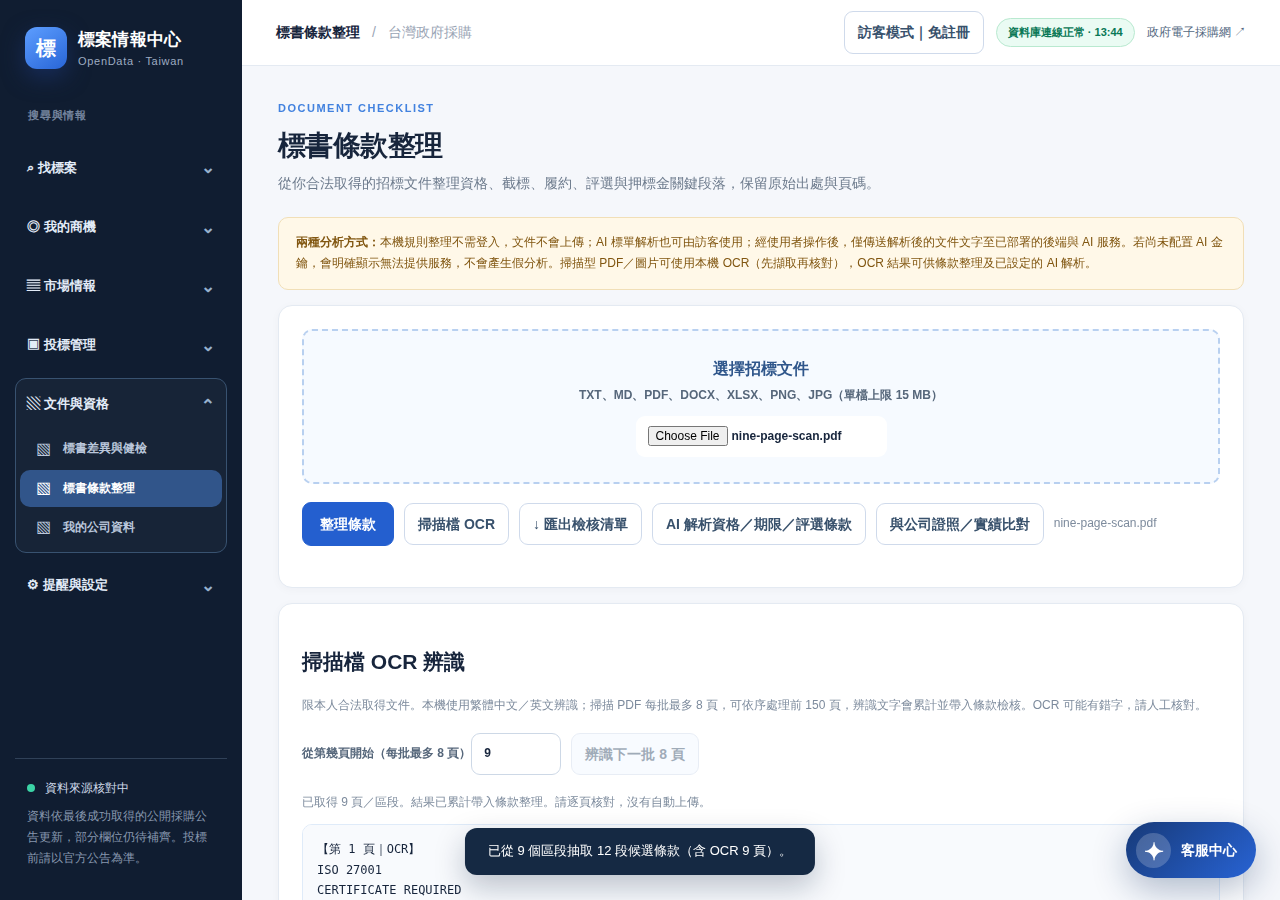 標
標案情報中心
OpenData · Taiwan
搜尋與情報
⌕ 找標案
◎ 我的商機
▤ 市場情報
▣ 投標管理
▧ 文件與資格
▧ 標書差異與健檢
▧ 標書條款整理
▧ 我的公司資料
⚙ 提醒與設定
資料來源核對中
資料依最後成功取得的公開採購公
告更新，部分欄位仍待補齊。投標
前請以官方公告為準。
標書條款整理 / 台灣政府採購
訪客模式｜免註冊
資料庫連線正常 · 13:44
政府電子採購網 ↗
DOCUMENT CHECKLIST
標書條款整理
從你合法取得的招標文件整理資格、截標、履約、評選與押標金關鍵段落，保留原始出處與頁碼。
兩種分析方式：本機規則整理不需登入，文件不會上傳；AI 標單解析也可由訪客使用；經使用者操作後，僅傳送解析後的文件文字至已部署的後端與 AI 服務。若尚未配置 AI 金
鑰，會明確顯示無法提供服務，不會產生假分析。掃描型 PDF／圖片可使用本機 OCR（先擷取再核對），OCR 結果可供條款整理及已設定的 AI 解析。
選擇招標文件
TXT、MD、PDF、DOCX、XLSX、PNG、JPG（單檔上限 15 MB）
Choose File nine-page-scan.pdf
整理條款
掃描檔 OCR
↓ 匯出檢核清單
AI 解析資格／期限／評選條款
與公司證照／實績比對
nine-page-scan.pdf
掃描檔 OCR 辨識
限本人合法取得文件。本機使用繁體中文／英文辨識；掃描 PDF 每批最多 8 頁，可依序處理前 150 頁，辨識文字會累計並帶入條款檢核。OCR 可能有錯字，請人工核對。
從第幾頁開始（每批最多 8 頁） 9 辨識下一批 8 頁
已取得 9 頁／區段。結果已累計帶入條款整理。請逐頁核對，沒有自動上傳。
【第 1 頁｜OCR】
ISO 27001
CERTIFICATE REQUIRED
已從 9 個區段抽取 12 段候選條款（含 OCR 9 頁）。
客服中心